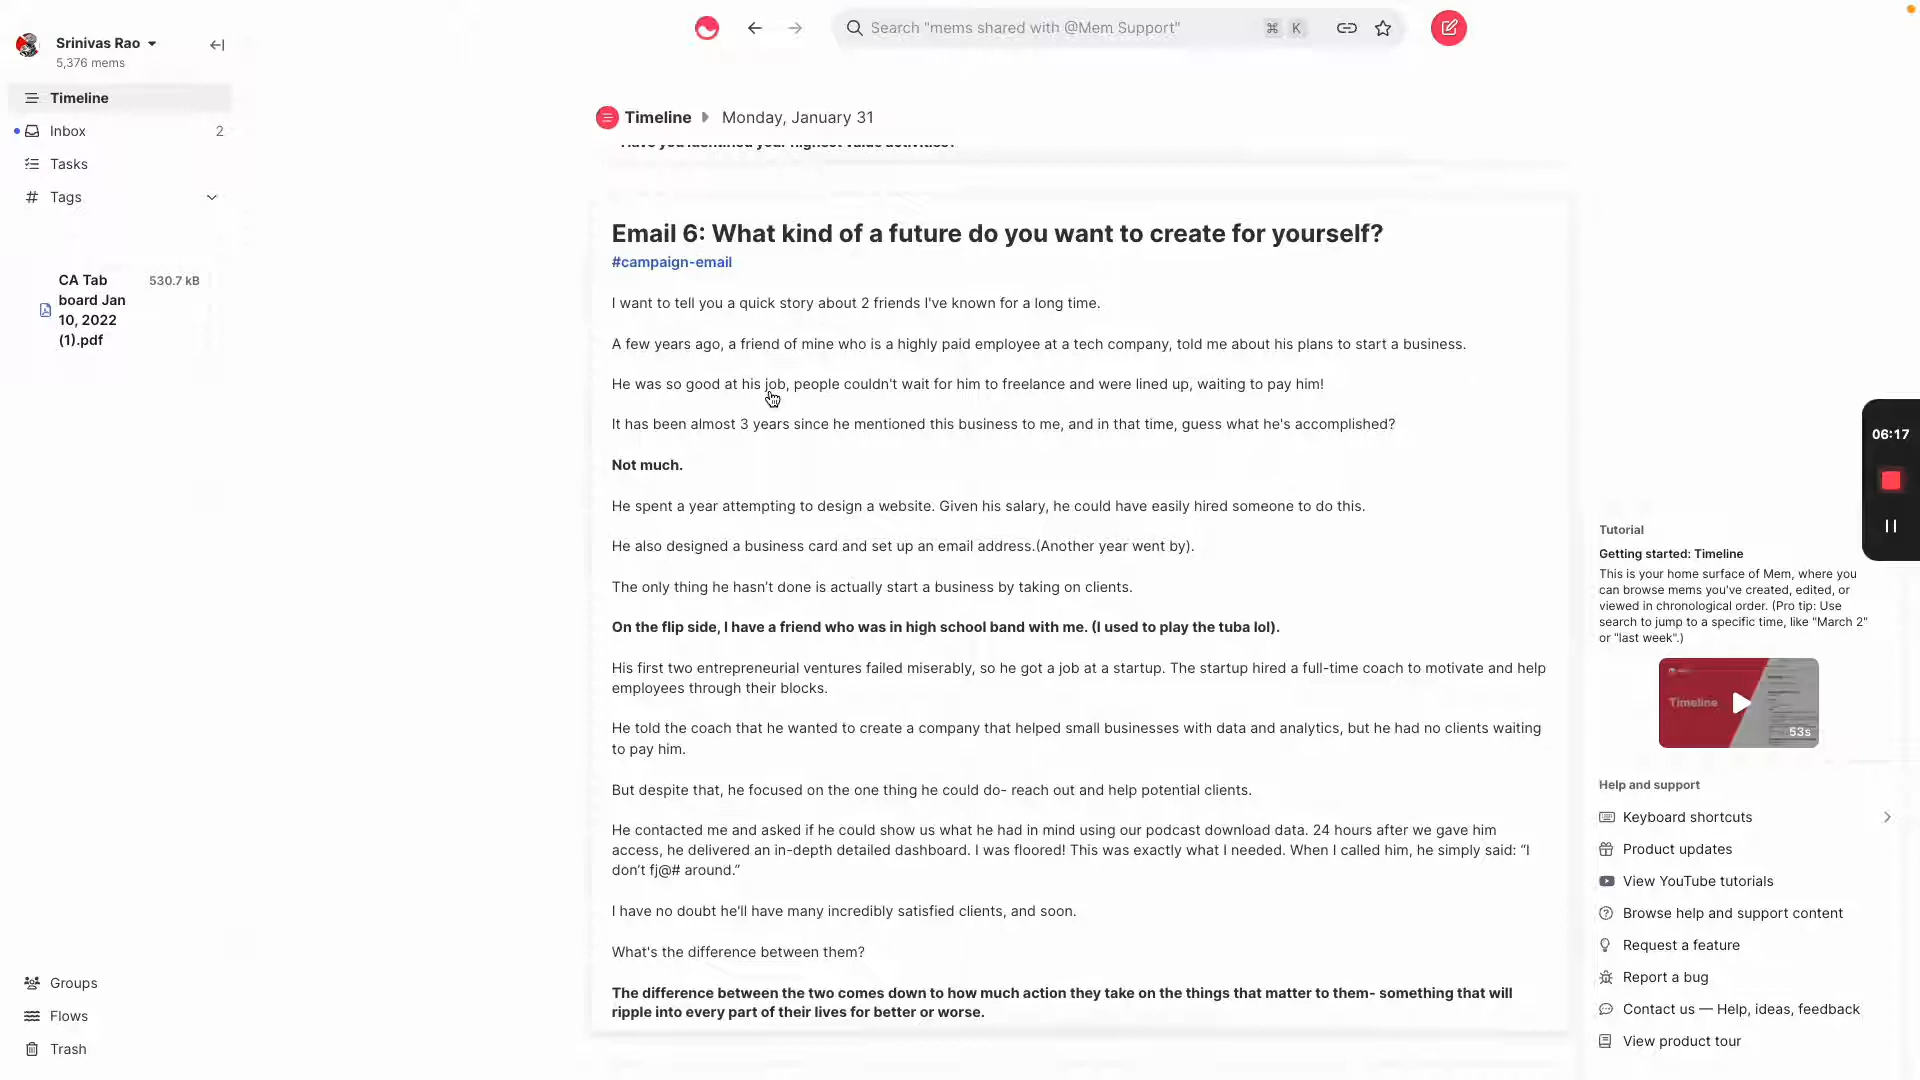 Srinivas Rao
5,376 mems
Timeline
Inbox 2
Tasks
# Tags
CA Tab
board Jan
10, 2022
(1).pdf
530.7 kB
Groups
Flows
Trash
Search "mems shared with @Mem Support" ⌘ K
Timeline Monday, January 31
Have you identified your highest value activities?
Email 6: What kind of a future do you want to create for yourself?
#campaign-email
I want to tell you a quick story about 2 friends I've known for a long time.
A few years ago, a friend of mine who is a highly paid employee at a tech company, told me about his plans to start a business.
He was so good at his job, people couldn't wait for him to freelance and were lined up, waiting to pay him!
It has been almost 3 years since he mentioned this business to me, and in that time, guess what he's accomplished?
Not much.
He spent a year attempting to design a website. Given his salary, he could have easily hired someone to do this.
He also designed a business card and set up an email address.(Another year went by).
The only thing he hasn’t done is actually start a business by taking on clients.
On the flip side, I have a friend who was in high school band with me. (I used to play the tuba lol).
His first two entrepreneurial ventures failed miserably, so he got a job at a startup. The startup hired a full-time coach to motivate and help
employees through their blocks.
He told the coach that he wanted to create a company that helped small businesses with data and analytics, but he had no clients waiting
to pay him.
But despite that, he focused on the one thing he could do- reach out and help potential clients.
He contacted me and asked if he could show us what he had in mind using our podcast download data. 24 hours after we gave him
access, he delivered an in-depth detailed dashboard. I was floored! This was exactly what I needed. When I called him, he simply said: “I
don’t fj@# around.”
I have no doubt he'll have many incredibly satisfied clients, and soon.
What's the difference between them?
The difference between the two comes down to how much action they take on the things that matter to them- something that will
ripple into every part of their lives for better or worse.
06:17
Tutorial
Getting started: Timeline
This is your home surface of Mem, where you
can browse mems you've created, edited, or
viewed in chronological order. (Pro tip: Use
search to jump to a specific time, like "March 2"
or "last week".)
Timeline
53s
Help and support
Keyboard shortcuts
Product updates
View YouTube tutorials
Browse help and support content
Request a feature
Report a bug
Contact us — Help, ideas, feedback
View product tour